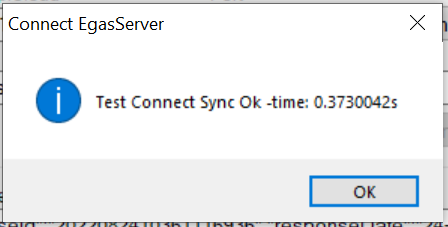 Connect EgasServer
Test Connect Sync Ok -time: 0.3730042s
OK